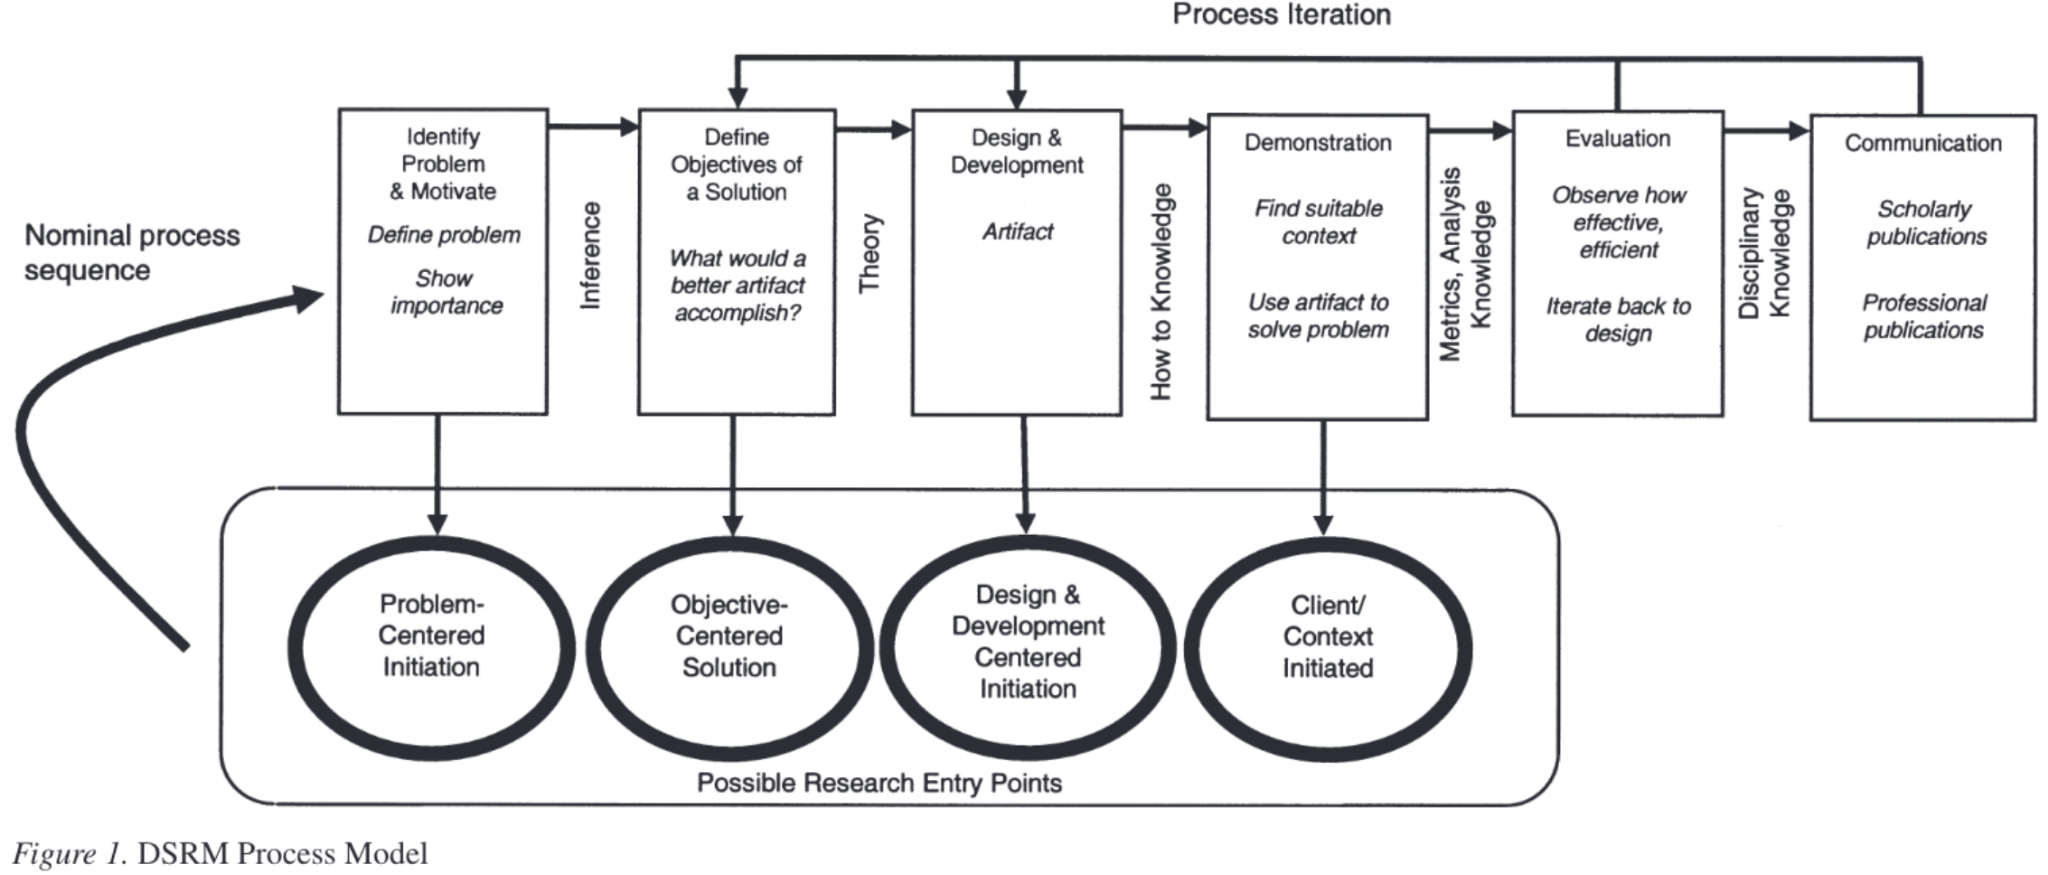 Process Iteration
Identify
Problem
& Motivate
Define problem
Show
importance
Inference
Define
Objectives of
a Solution
What would a
better artifact
accomplish?
Theory
Design &
Development
Artifact
How to Knowledge
Demonstration
Find suitable
context
Use artifact to
solve problem
Metrics, Analysis
Knowledge
Evaluation
Observe how
effective,
efficient
Iterate back to
design
Disciplinary
Knowledge
Communication
Scholarly
publications
Professional
publications
Nominal process
sequence
Problem-
Centered
Initiation
Objective-
Centered
Solution
Design &
Development
Centered
Initiation
Client/
Context
Initiated
Possible Research Entry Points
Figure 1. DSRM Process Model